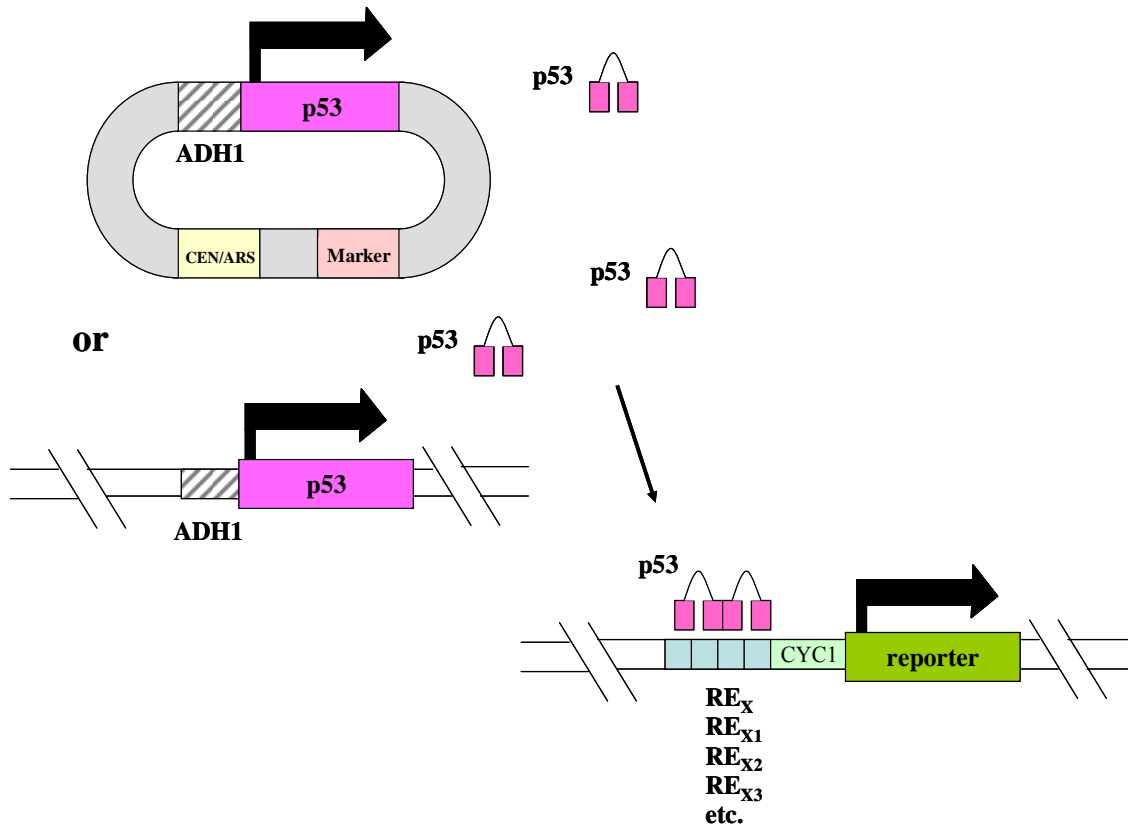 p53
p53
ADH1
CEN/ARS
Marker
p53
or
p53
p53
ADH1
p53
CYC1
reporter
REX
REX1
REX2
REX3
etc.